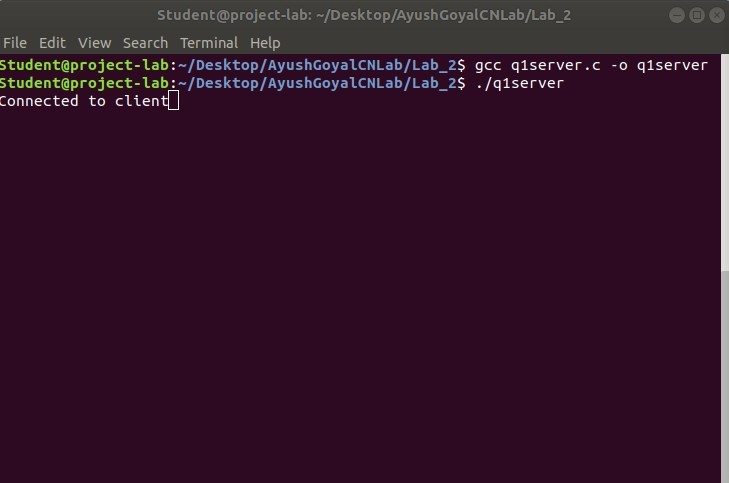 Student@project-lab: ~/Desktop/AyushGoyalCNLab/Lab_2
File Edit View Search Terminal Help
Student@project-lab:~/Desktop/AyushGoyalCNLab/Lab_2$ gcc q1server.c -o q1server
Student@project-lab:~/Desktop/AyushGoyalCNLab/Lab_2$ ./q1server
Connected to client